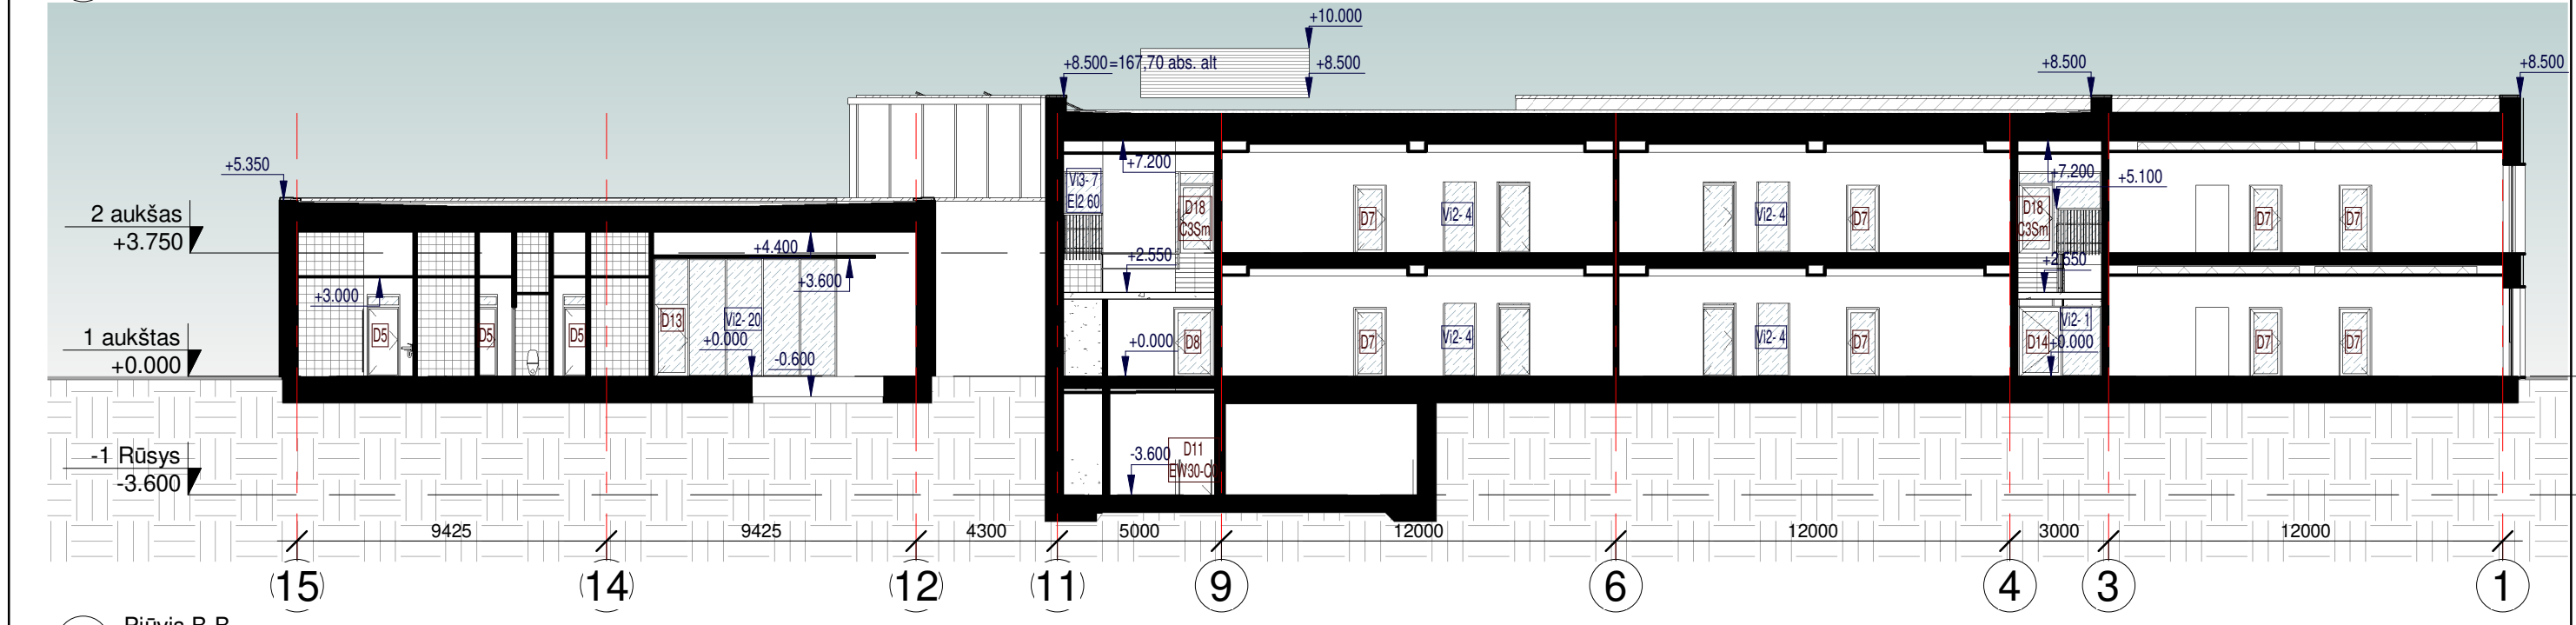 +10.000
+8.500=167,70 abs. alt
+8.500
+8.500
+8.500
+5.350
+7.200
Vi3- 7
EI2 60
D18
C3Sm
+7.200
+5.100
D18
C3Sm
2 aukšas
+3.750
D7
Vi2- 4
Vi2- 4
D7
D7
D7
+4.400
+2.550
+3.600
+3.000
1 aukštas
+0.000
D5
D5
D5
D13
Vi2- 20
+0.000
-0.600
+0.000
D8
D7
Vi2- 4
Vi2- 4
D7
Vi2- 1
D14
+0.000
D7
D7
-1 Rūsys
-3.600
-3.600
D11
9425
9425
4300
5000
12000
12000
3000
12000
15
14
12
11
9
6
4
3
1